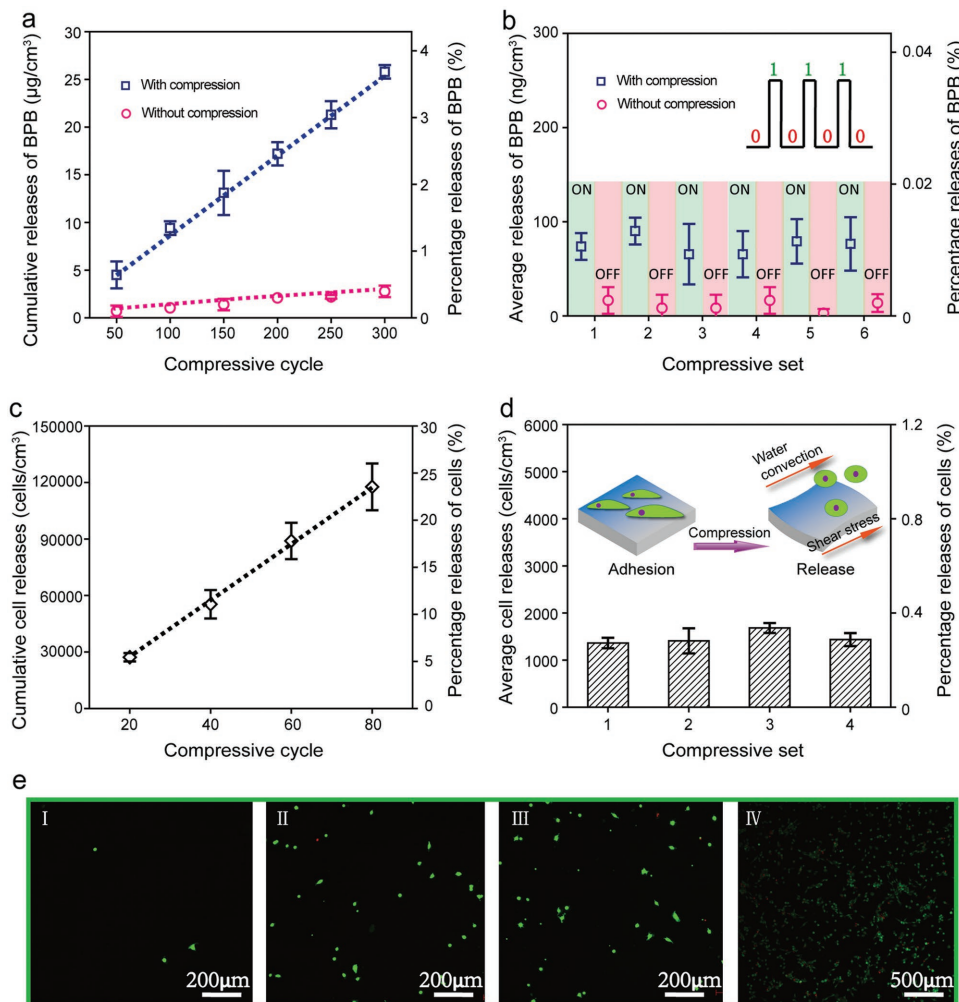 a
Cumulative releases of BPB (µg/cm³)
30
25
20
15
10
5
0
With compression
Without compression
50 100 150 200 250 300
Compressive cycle
4
3
2
1
0
Percentage releases of BPB (%)
b
Average releases of BPB (ng/cm³)
300
200
100
0
With compression
Without compression
1 1 1
0 0 0 0
ON ON ON ON ON ON
OFF OFF OFF OFF OFF OFF
1 2 3 4 5 6
Compressive set
0.04
0.02
0
Percentage releases of BPB (%)
c
Cumulative cell releases (cells/cm³)
150000
120000
90000
60000
30000
0
20 40 60 80
Compressive cycle
30
25
20
15
10
5
0
Percentage releases of cells (%)
d
Average cell releases (cells/cm³)
6000
5000
4000
3000
2000
1000
0
Water
convection
Compression
Shear stress
Adhesion
Release
1 2 3 4
Compressive set
1.2
0.8
0.4
0
Percentage releases of cells (%)
e
I
200µm
II
200µm
III
200µm
IV
500µm